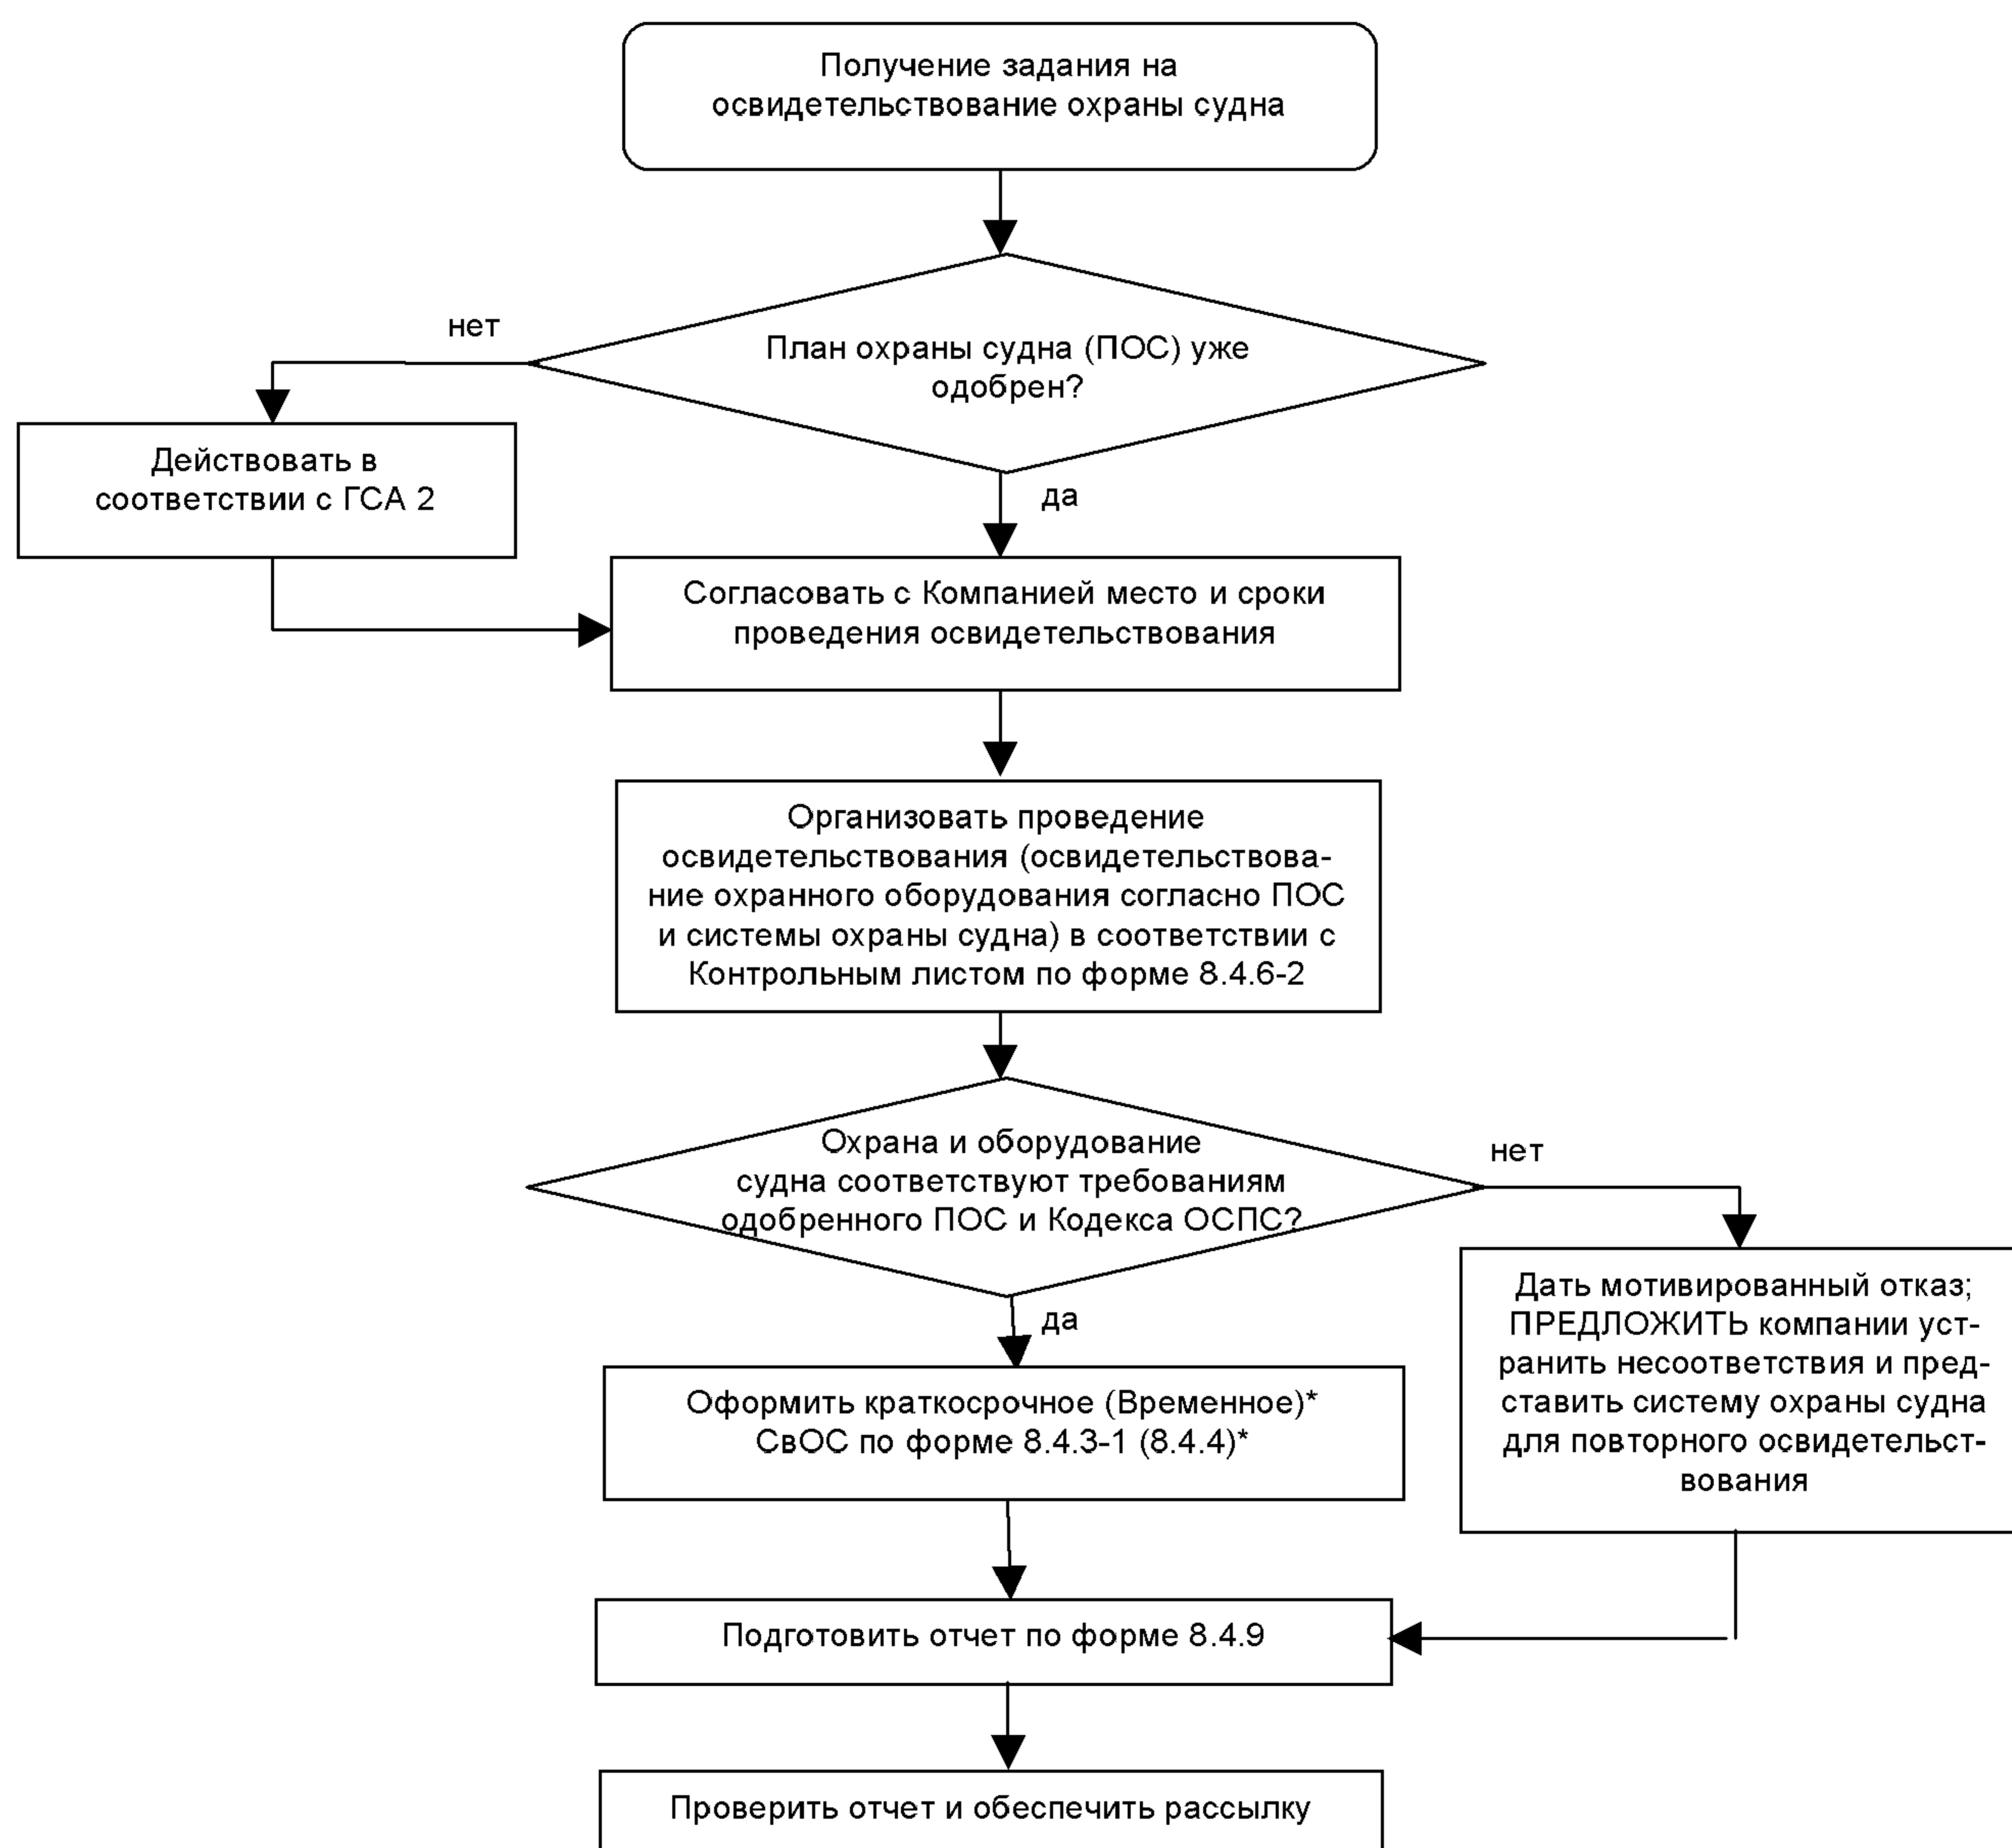 Получение задания на
освидетельствование охраны судна
нет
План охраны судна (ПОС) уже
одобрен?
Действовать в
соответствии с ГСА 2
да
Согласовать с Компанией место и сроки
проведения освидетельствования
Организовать проведение
освидетельствования (освидетельствова-
ние охранного оборудования согласно ПОС
и системы охраны судна) в соответствии с
Контрольным листом по форме 8.4.6-2
Охрана и оборудование
судна соответствуют требованиям
одобренного ПОС и Кодекса ОСПС?
нет
да
Дать мотивированный отказ;
ПРЕДЛОЖИТЬ компании уст-
ранить несоответствия и пред-
ставить систему охраны судна
для повторного освидетельст-
вования
Оформить краткосрочное (Временное)*
СвОС по форме 8.4.3-1 (8.4.4)*
Подготовить отчет по форме 8.4.9
Проверить отчет и обеспечить рассылку